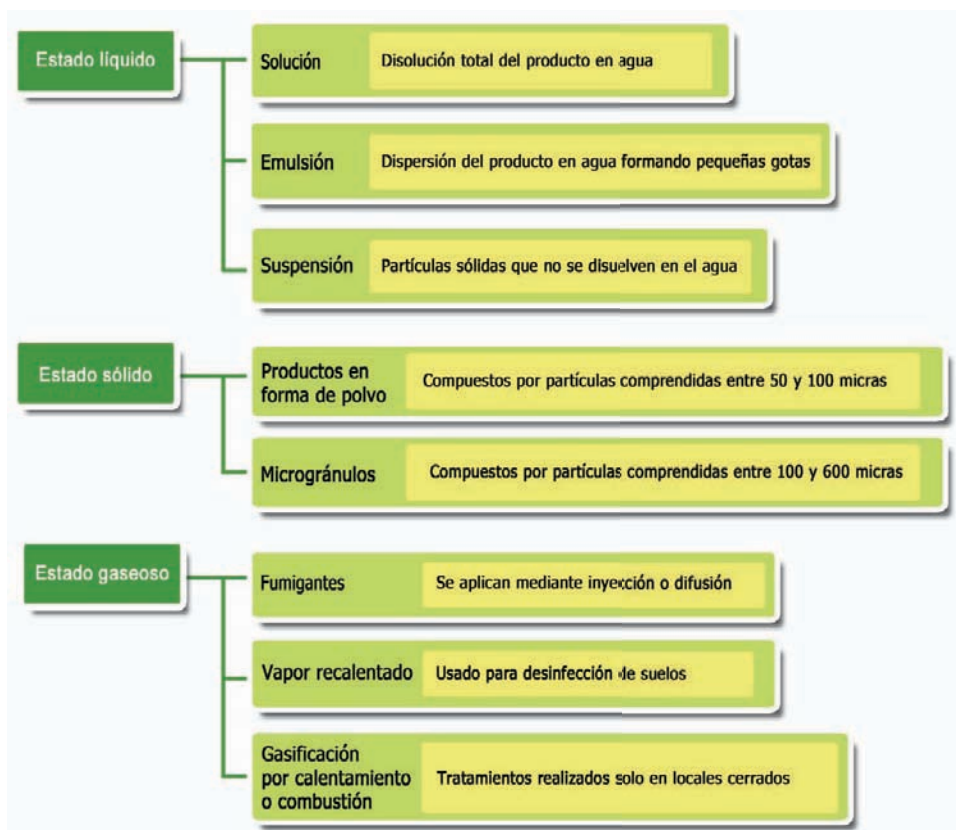 Estado líquido
Solución
Disolución total del producto en agua
Emulsión
Dispersión del producto en agua formando pequeñas gotas
Suspensión
Partículas sólidas que no se disuelven en el agua
Estado sólido
Productos en
forma de polvo
Compuestos por partículas comprendidas entre 50 y 100 micras
Microgránulos
Compuestos por partículas comprendidas entre 100 y 600 micras
Estado gaseoso
Fumigantes
Se aplican mediante inyección o difusión
Vapor recalentado
Usado para desinfección de suelos
Gasificación
por calentamiento
o combustión
Tratamientos realizados solo en locales cerrados